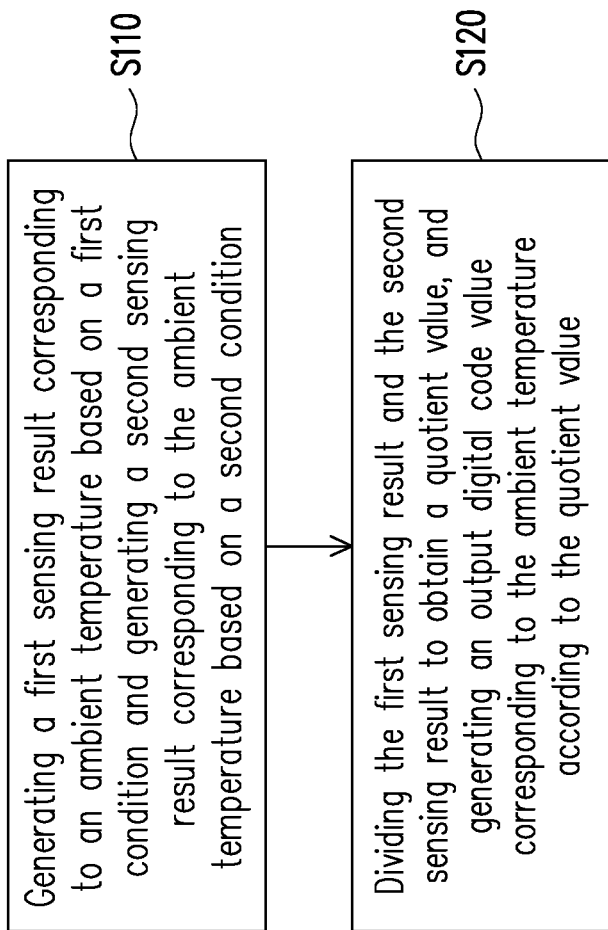 Generating a first sensing result corresponding
to an ambient temperature based on a first
condition and generating a second sensing
result corresponding to the ambient
temperature based on a second condition
S110
Dividing the first sensing result and the second
sensing result to obtain a quotient value, and
generating an output digital code value
corresponding to the ambient temperature
according to the quotient value
S120